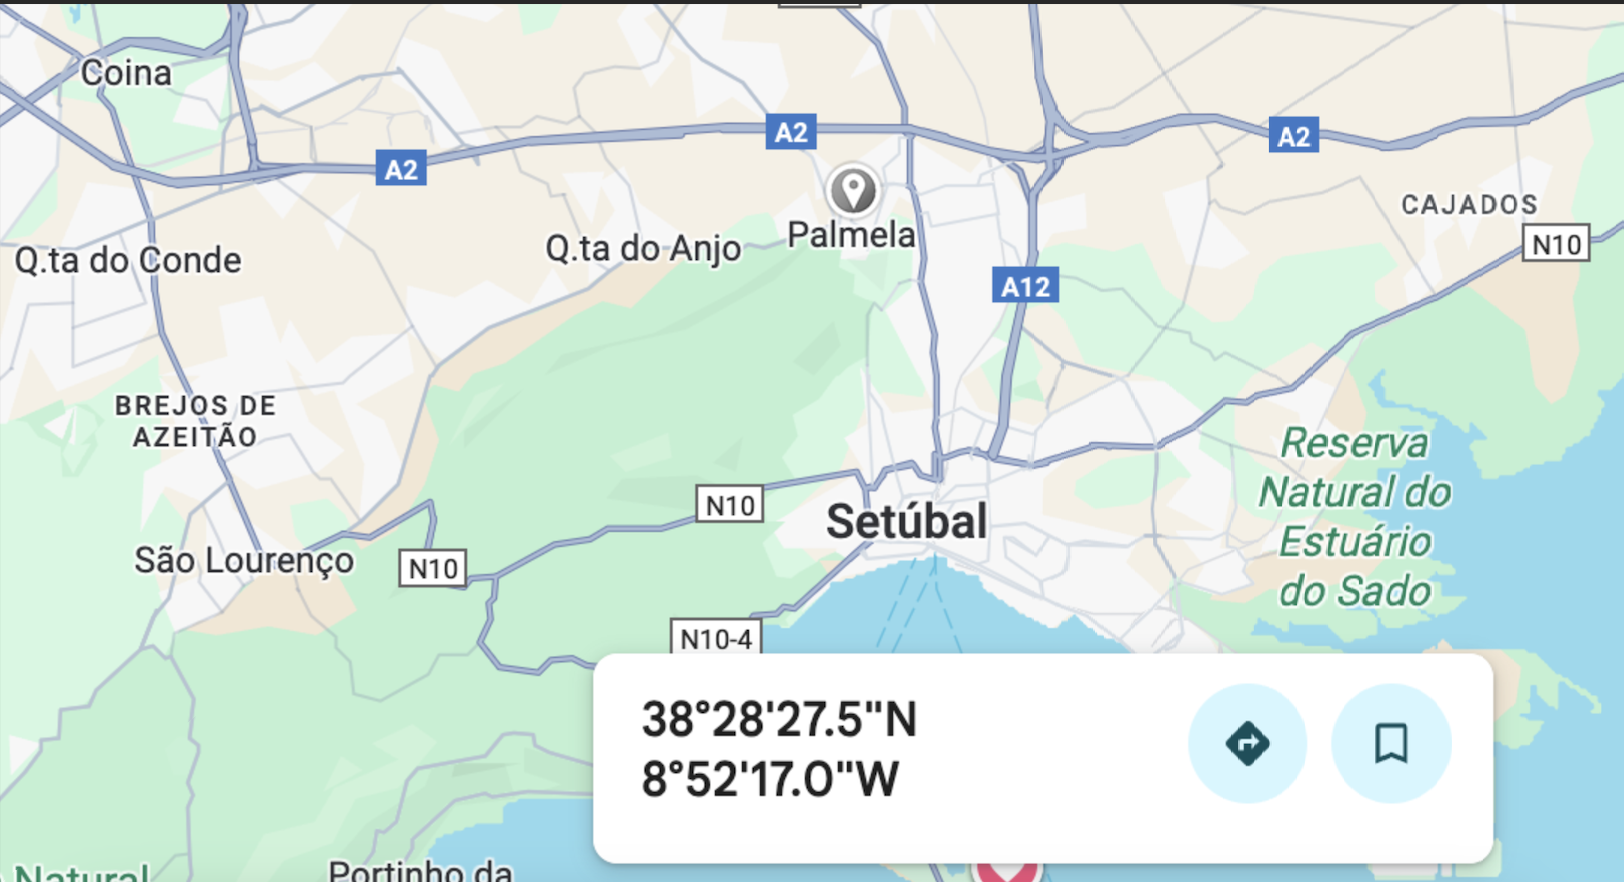 Coina
A2
A2
A2
Palmela
CAJADOS
N10
Q.ta do Conde
Q.ta do Anjo
A12
BREJOS DE
AZEITÃO
Reserva
Natural do
Estuário
do Sado
N10
Setúbal
São Lourenço
N10
N10-4
38°28'27.5"N
8°52'17.0"W
Natural
Portinho da